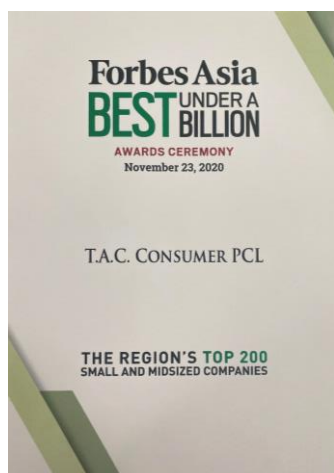 Forbes Asia
BEST UNDER A
BILLION
AWARDS CEREMONY
November 23, 2020
T.A.C. CONSUMER PCL
THE REGION'S TOP 200
SMALL AND MIDSIZED COMPANIES